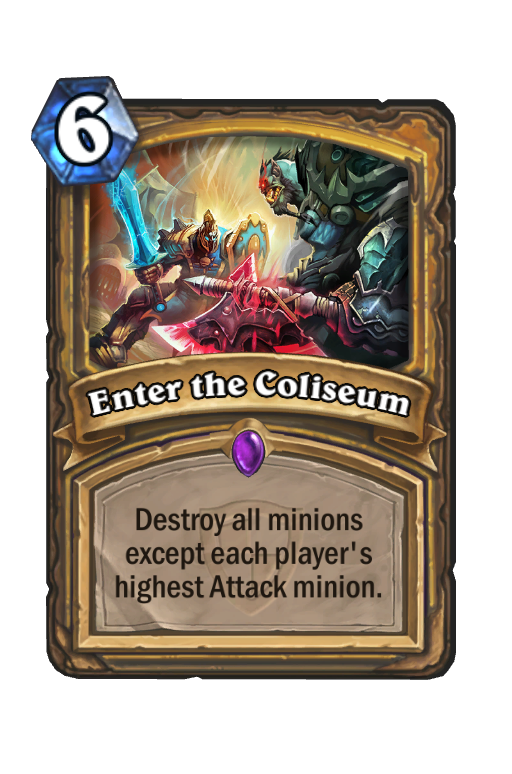 6
Enter the Coliseum
Destroy all minions
except each player's
highest Attack minion.